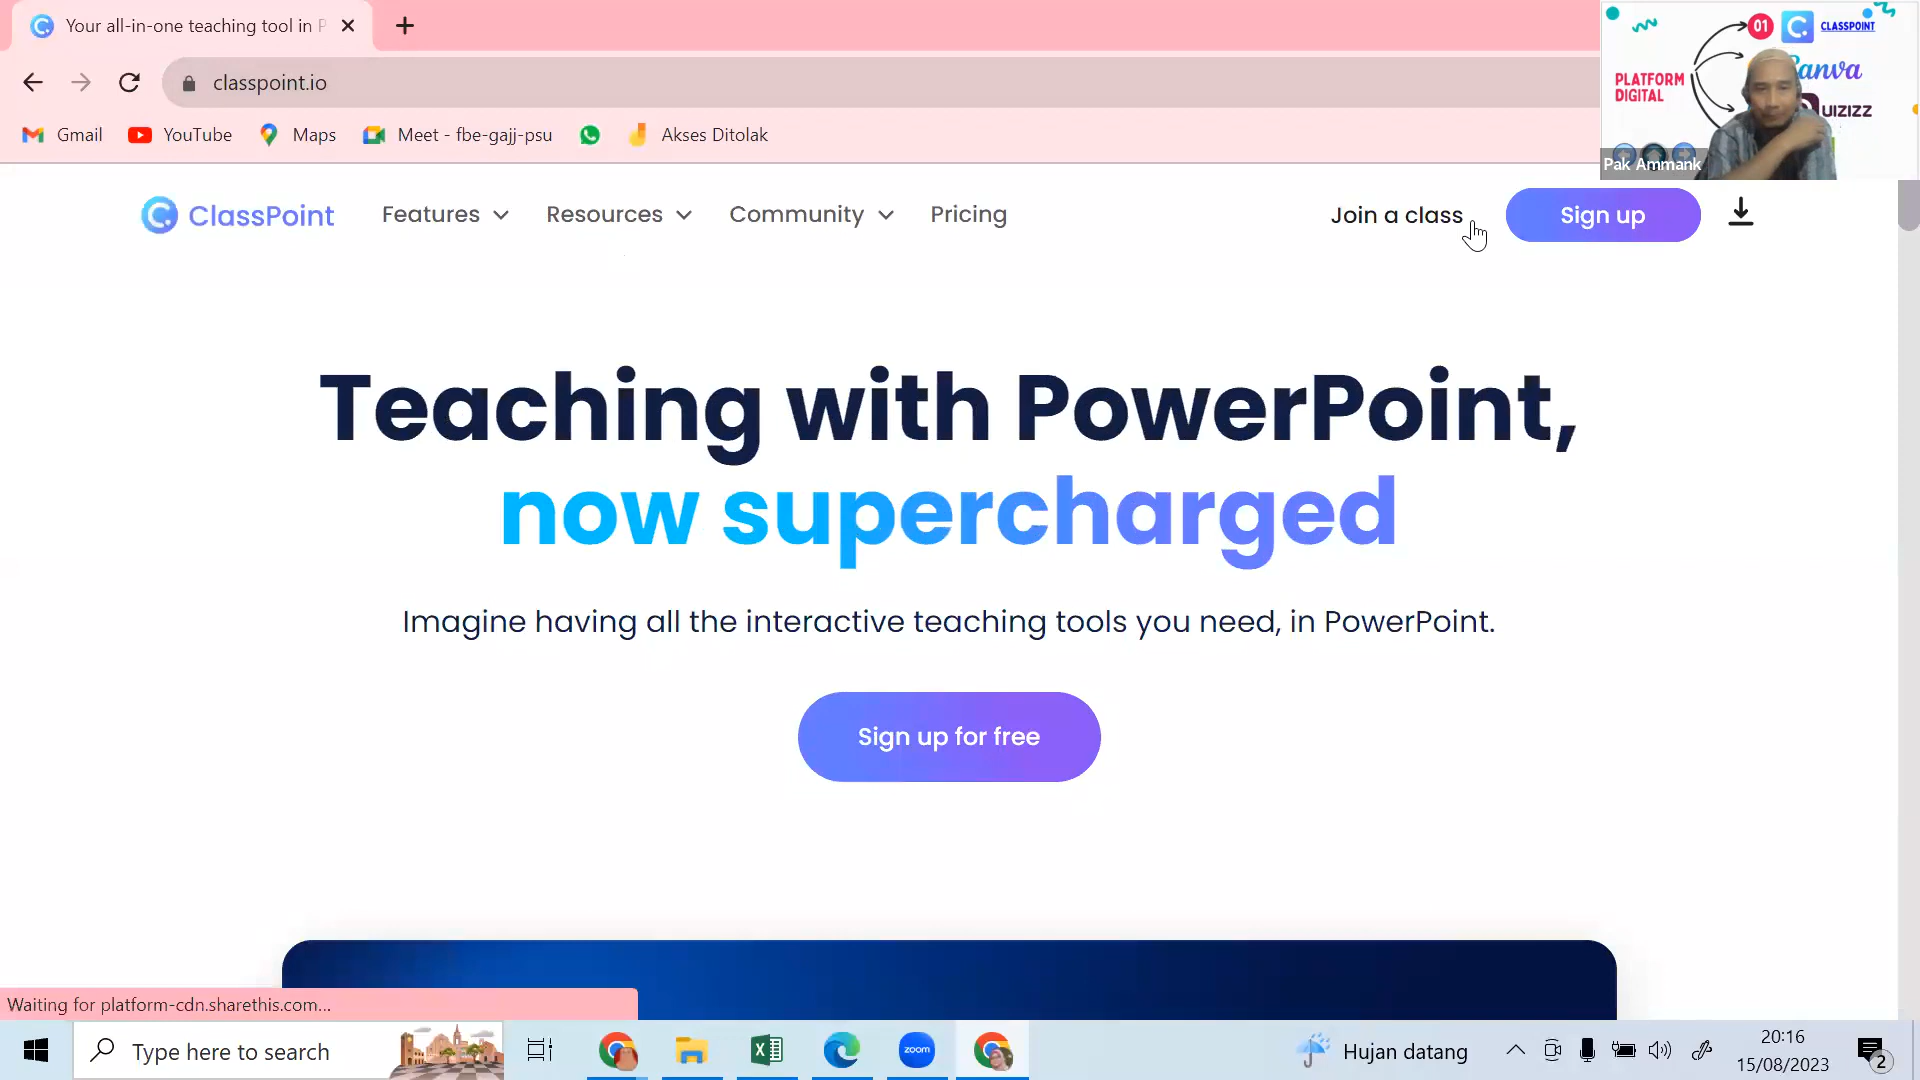 Your all-in-one teaching tool in P
classpoint.io
Gmail
YouTube
Maps
Meet - fbe-gajj-psu
Akses Ditolak
PLATFORM
DIGITAL
01
CLASSPOINT
anva
UIZIZZ
Pak Ammank
ClassPoint
Features
Resources
Community
Pricing
Join a class
Sign up
Teaching with PowerPoint,
now supercharged
Imagine having all the interactive teaching tools you need, in PowerPoint.
Sign up for free
Waiting for platform-cdn.sharethis.com...
Type here to search
zoom
Hujan datang
20:16
15/08/2023
2